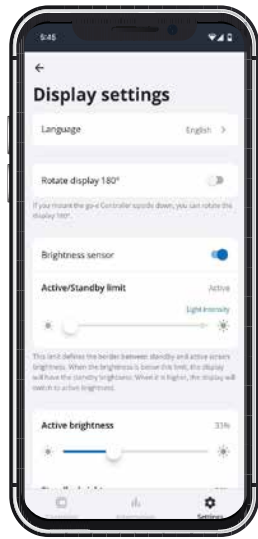 5:45
Display settings
Language English
Rotate display 180°
If you mount the go-e Controller upside down, you can rotate the
display 180°.
Brightness sensor
Active/Standby limit Active
Light intensity
This limit defines the border between standby and active screen
brightness. When the brightness is below this limit, the display
will have the standby brightness. When it is higher, the display will
switch to active brightness.
Active brightness 33%
Settings